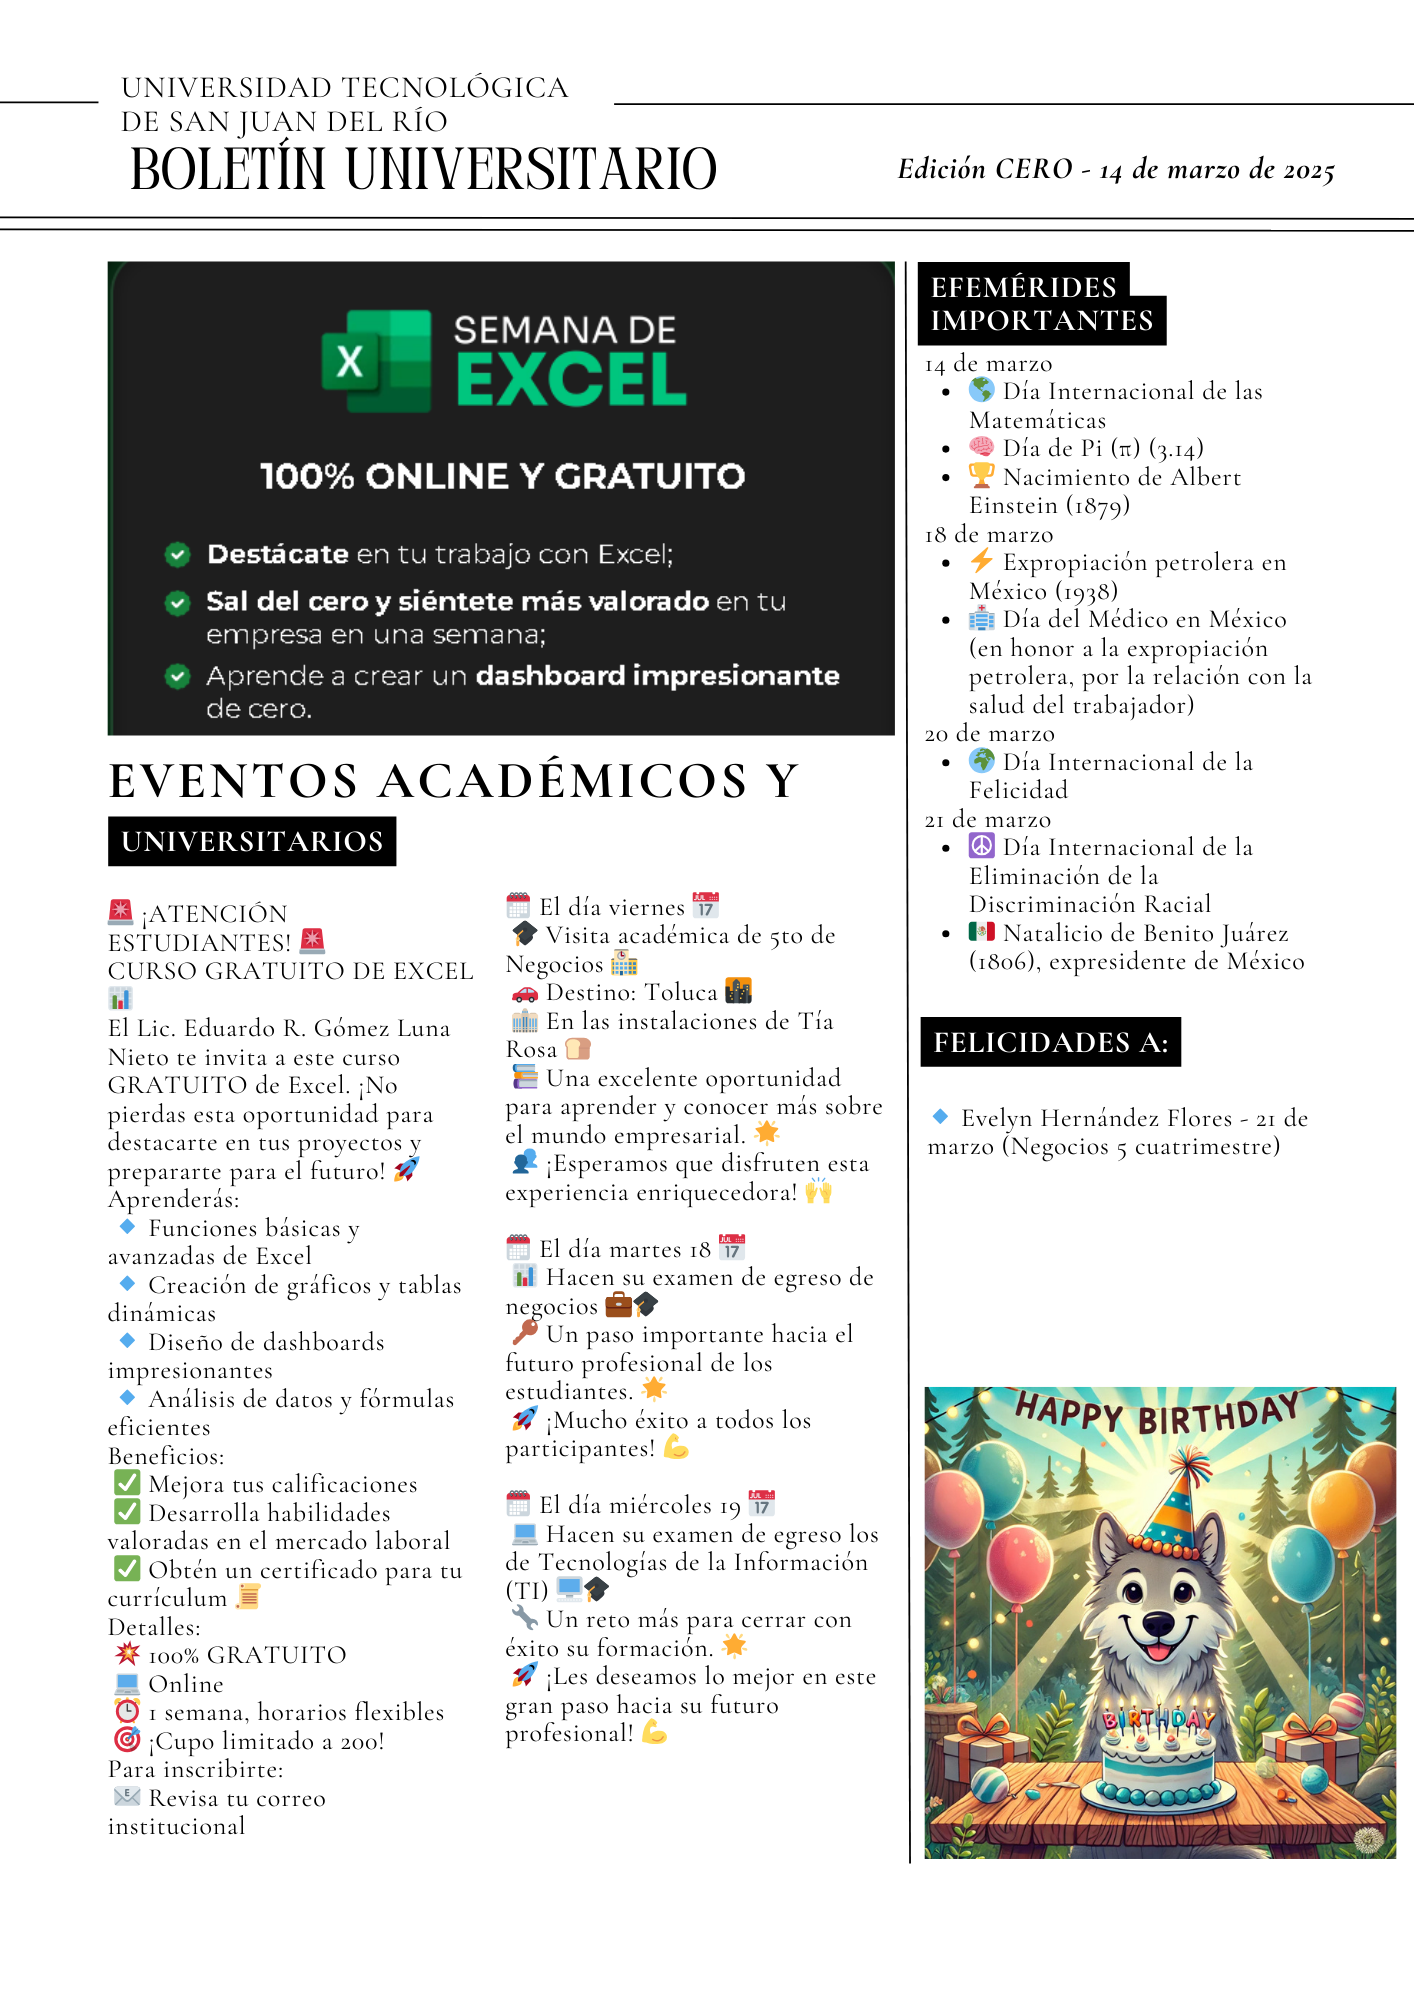 UNIVERSIDAD TECNOLÓGICA
DE SAN JUAN DEL RÍO
BOLETÍN UNIVERSITARIO
Edición CERO - 14 de marzo de 2025
X
SEMANA DE
EXCEL
100% ONLINE Y GRATUITO
Destácate en tu trabajo con Excel;
Sal del cero y siéntete más valorado en tu
empresa en una semana;
Aprende a crear un dashboard impresionante
de cero.
EVENTOS ACADÉMICOS Y
UNIVERSITARIOS
🚨 ¡ATENCIÓN
ESTUDIANTES! 🚨
CURSO GRATUITO DE EXCEL
📊
El Lic. Eduardo R. Gómez Luna
Nieto te invita a este curso
GRATUITO de Excel. ¡No
pierdas esta oportunidad para
destacarte en tus proyectos y
prepararte para el futuro! 🚀
Aprenderás:
🔹 Funciones básicas y
avanzadas de Excel
🔹 Creación de gráficos y tablas
dinámicas
🔹 Diseño de dashboards
impresionantes
🔹 Análisis de datos y fórmulas
eficientes
Beneficios:
✅ Mejora tus calificaciones
✅ Desarrolla habilidades
valoradas en el mercado laboral
✅ Obtén un certificado para tu
currículum 📜
Detalles:
💥 100% GRATUITO
💻 Online
⏰ 1 semana, horarios flexibles
🎯 ¡Cupo limitado a 200!
Para inscribirte:
📧 Revisa tu correo
institucional
🗓 El día viernes 📅
🎓 Visita académica de 5to de
Negocios 🏫
🚗 Destino: Toluca 🌆
🏢 En las instalaciones de Tía
Rosa 🍞
📚 Una excelente oportunidad
para aprender y conocer más sobre
el mundo empresarial. 🌟
👥 ¡Esperamos que disfruten esta
experiencia enriquecedora! 🙌
🗓 El día martes 18 📅
📊 Hacen su examen de egreso de
negocios 💼🎓
🔑 Un paso importante hacia el
futuro profesional de los
estudiantes. 🌟
🚀 ¡Mucho éxito a todos los
participantes! 💪
🗓 El día miércoles 19 📅
💻 Hacen su examen de egreso los
de Tecnologías de la Información
(TI) 🖥🎓
🔧 Un reto más para cerrar con
éxito su formación. 🌟
🚀 ¡Les deseamos lo mejor en este
gran paso hacia su futuro
profesional! 💪
EFEMÉRIDES
IMPORTANTES
14 de marzo
• 🌎 Día Internacional de las
Matemáticas
• 🧠 Día de Pi (π) (3.14)
• 🏆 Nacimiento de Albert
Einstein (1879)
18 de marzo
• ⚡ Expropiación petrolera en
México (1938)
• 🏥 Día del Médico en México
(en honor a la expropiación
petrolera, por la relación con la
salud del trabajador)
20 de marzo
• 🌍 Día Internacional de la
Felicidad
21 de marzo
• ☮ Día Internacional de la
Eliminación de la
Discriminación Racial
• 🇲🇽 Natalicio de Benito Juárez
(1806), expresidente de México
FELICIDADES A:
🔹 Evelyn Hernández Flores - 21 de
marzo (Negocios 5 cuatrimestre)
HAPPY BIRTHDAY
BIRTHDAY